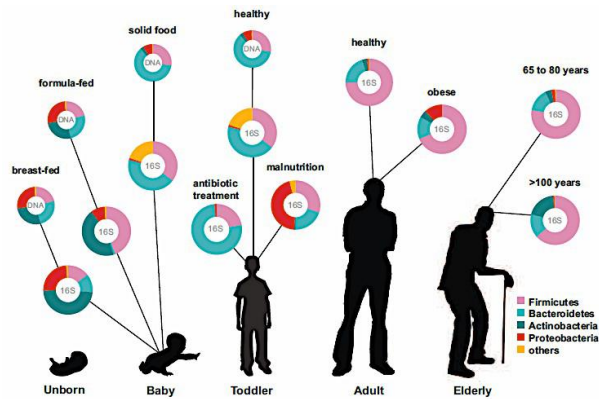 healthy
solid food
DNA
DNA
healthy
formula-fed
DNA
65 to 80 years
16S
obese
16S
breast-fed
16S
16S
16S
malnutrition
antibiotic
treatment
>100 years
DNA
16S
16S
16S
16S
16S
Firmicutes
Bacteroidetes
Actinobacteria
Proteobacteria
others
Unborn
Baby
Toddler
Adult
Elderly